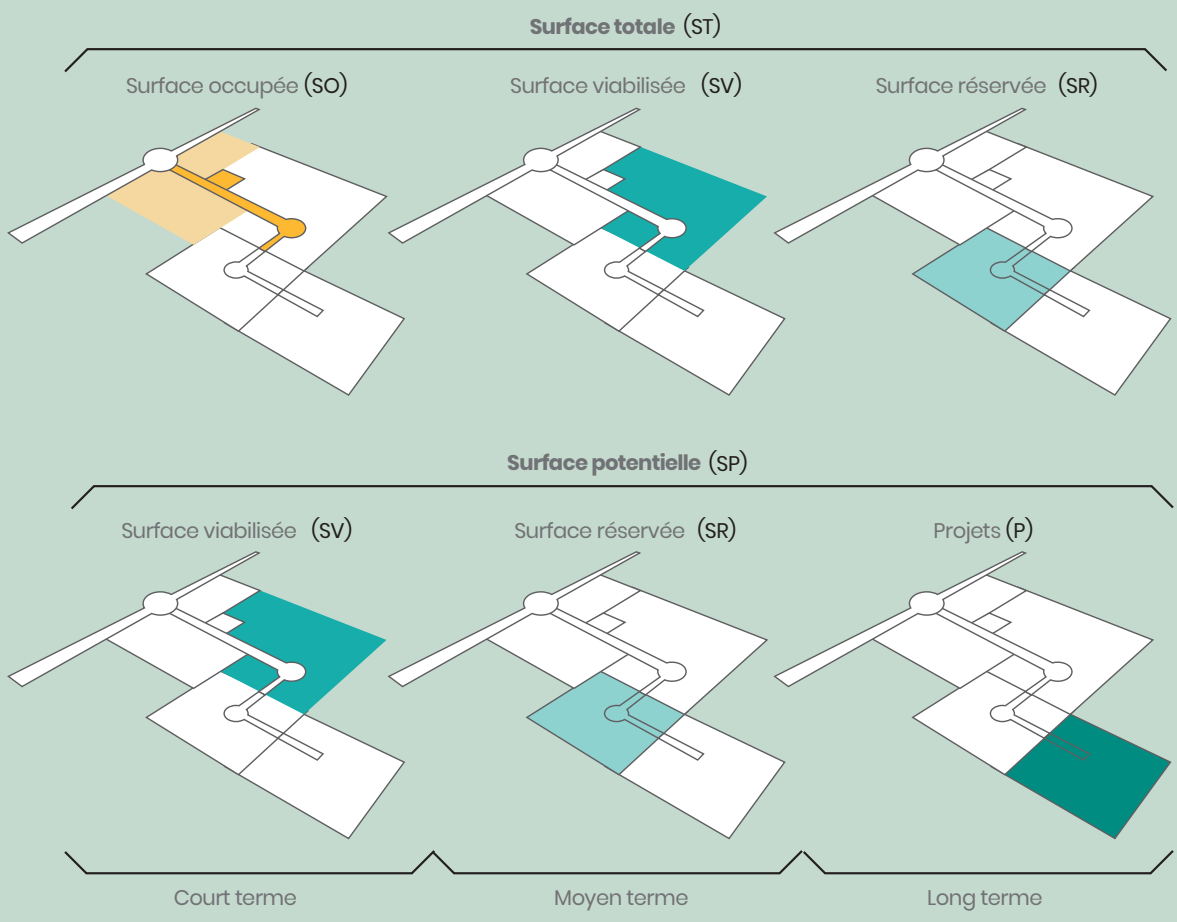 Surface totale (ST)
Surface occupée (SO)
Surface viabilisée (SV)
Surface réservée (SR)
Surface potentielle (SP)
Surface viabilisée (SV)
Surface réservée (SR)
Projets (P)
Court terme
Moyen terme
Long terme